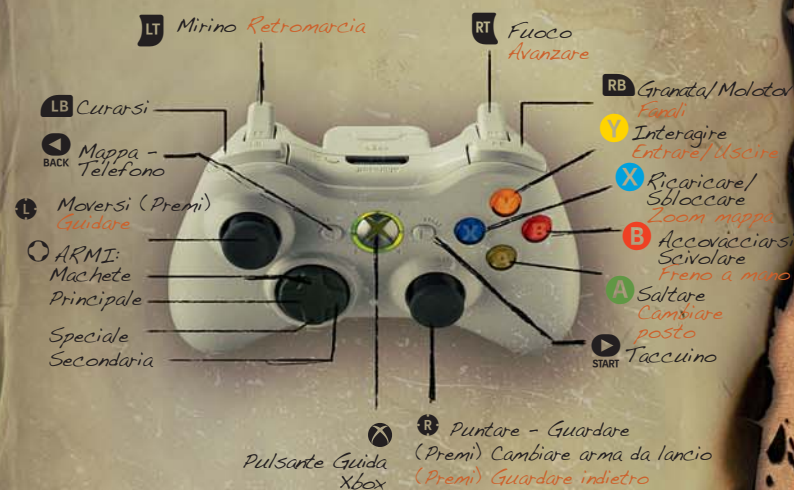 LT Mirino Retromarcia
RT Fuoco
Avanzare
LB Curarsi
RB Granata/Molotov
Fanali
BACK Mappa -
Telefono
Y Interagire
Entrare/Uscire
X Ricaricare/
Sbloccare
Zoom mappa
L Moversi (Premi)
Guidare
B Accovacciarsi
Scivolare
Freno a mano
ARMI:
Machete
Principale
Speciale
Secondaria
A Saltare
Cambiare
posto
START Taccuino
Pulsante Guida
Xbox
R Puntare - Guardare
(Premi) Cambiare arma da lancio
(Premi) Guardare indietro
Y
X
B
A